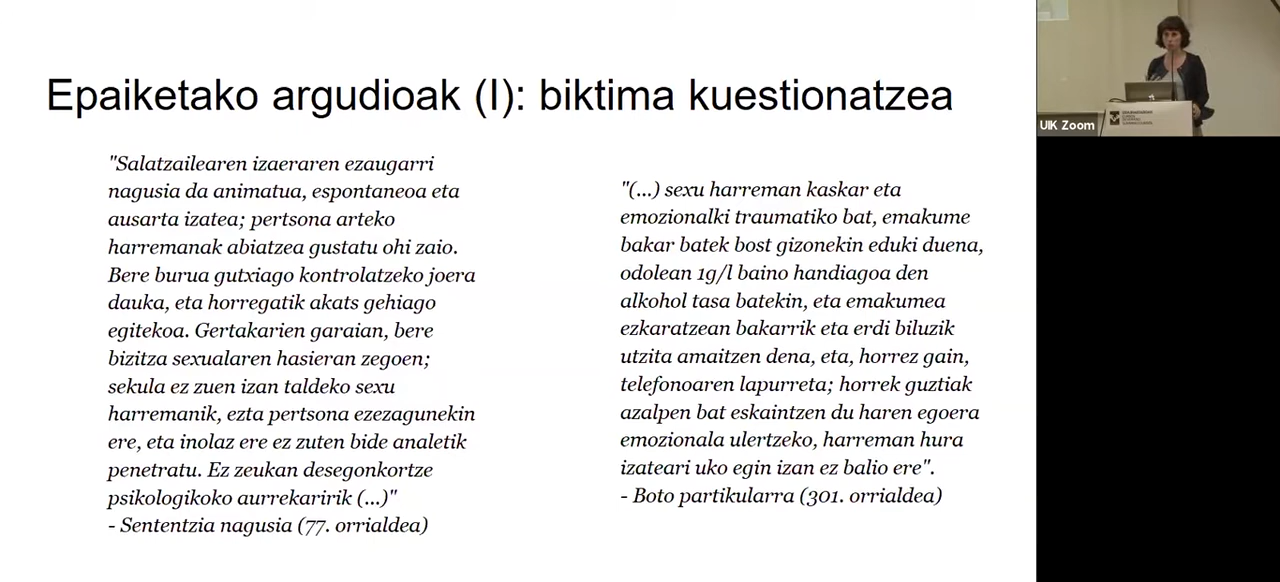 Epaiketako argudioak (I): biktima kuestionatzea
"Salatzailearen izaeraren ezaugarri
nagusia da animatua, espontaneoa eta
ausarta izatea; pertsona arteko
harremanak abiatzea gustatu ohi zaio.
Bere burua gutxiago kontrolatzeko joera
dauka, eta horregatik akats gehiago
egitekoa. Gertakarien garaian, bere
bizitza sexualaren hasieran zegoen;
sekula ez zuen izan taldeko sexu
harremanik, ezta pertsona ezezagunekin
ere, eta inolaz ere ez zuten bide analetik
penetratu. Ez zeukan desegonkortze
psikologikoko aurrekaririk (...)"
- Sententzia nagusia (77. orrialdea)
"(...) sexu harreman kaskar eta
emozionalki traumatiko bat, emakume
bakar batek bost gizonekin eduki duena,
odolean 1g/l baino handiagoa den
alkohol tasa batekin, eta emakumea
ezkaratzean bakarrik eta erdi biluzik
utzita amaitzen dena, eta, horrez gain,
telefonoaren lapurreta; horrek guztiak
azalpen bat eskaintzen du haren egoera
emozionala ulertzeko, harreman hura
izateari uko egin izan ez balio ere".
- Boto partikularra (301. orrialdea)
UIK Zoom